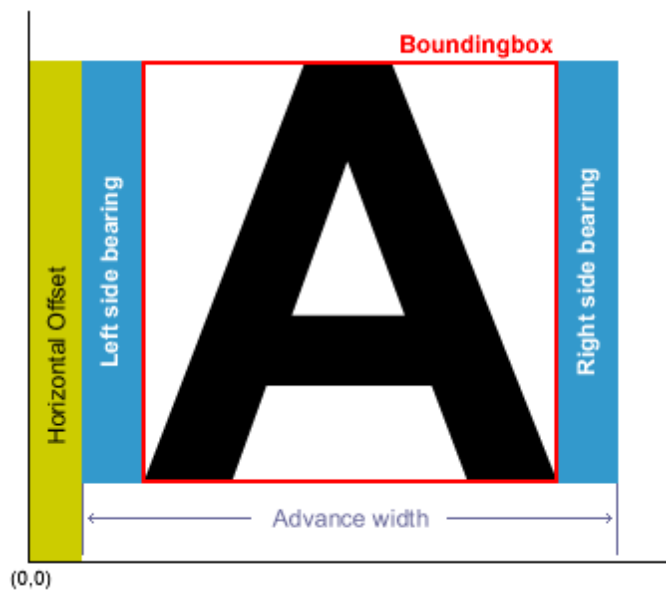 Boundingbox
Horizontal Offset
Left side bearing
A
Right side bearing
Advance width
(0,0)